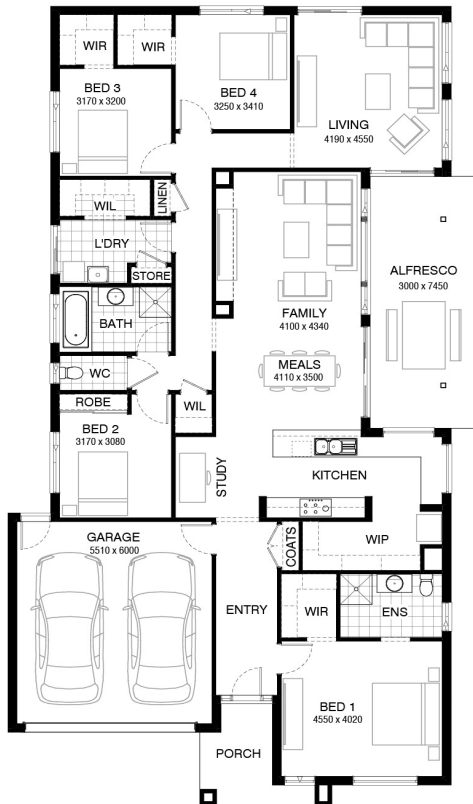 WIR
WIR
BED 3
3170 x 3200
BED 4
3250 x 3410
LIVING
4190 x 4550
WIL
LINEN
L'DRY
STORE
ALFRESCO
3000 x 7450
FAMILY
4100 x 4340
BATH
MEALS
4110 x 3500
WC
ROBE
WIL
BED 2
3170 x 3080
STUDY
KITCHEN
GARAGE
5510 x 6000
COATS
WIP
ENTRY
WIR
ENS
BED 1
4550 x 4020
PORCH